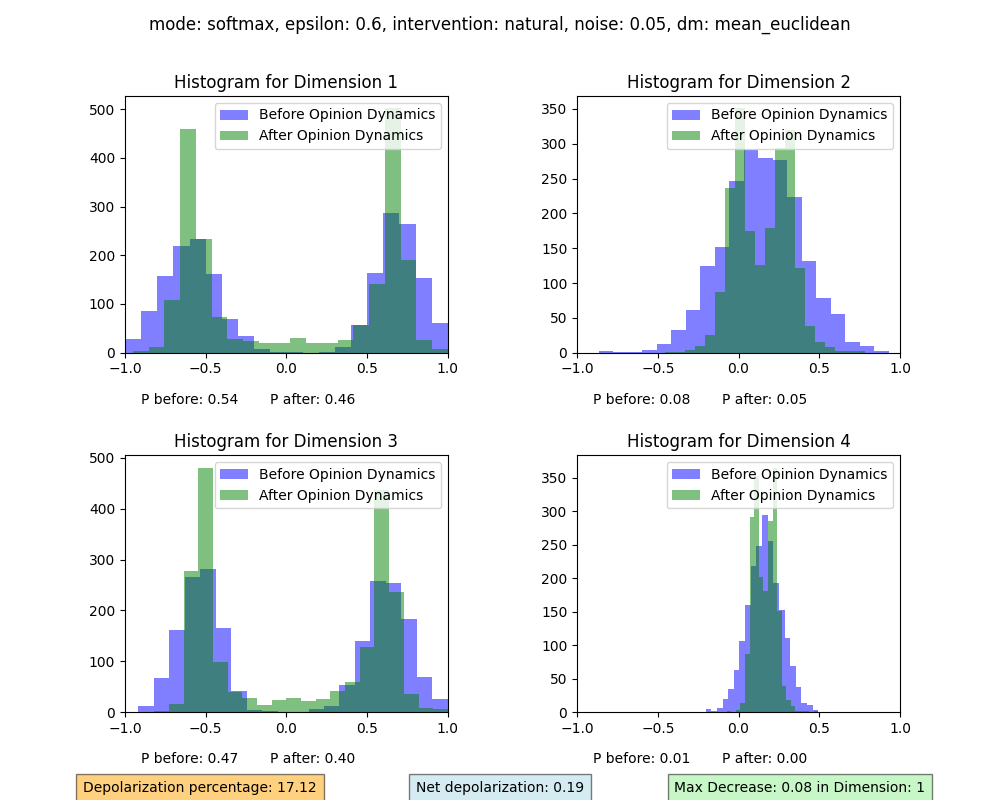 mode: softmax, epsilon: 0.6, intervention: natural, noise: 0.05, dm: mean_euclidean
Histogram for Dimension 1
Before Opinion Dynamics
After Opinion Dynamics
500
400
300
200
100
0
−1.0 −0.5 0.0 0.5 1.0
P before: 0.54 P after: 0.46
Histogram for Dimension 2
Before Opinion Dynamics
After Opinion Dynamics
350
300
250
200
150
100
50
0
−1.0 −0.5 0.0 0.5 1.0
P before: 0.08 P after: 0.05
Histogram for Dimension 3
Before Opinion Dynamics
After Opinion Dynamics
500
400
300
200
100
0
−1.0 −0.5 0.0 0.5 1.0
P before: 0.47 P after: 0.40
Histogram for Dimension 4
Before Opinion Dynamics
After Opinion Dynamics
350
300
250
200
150
100
50
0
−1.0 −0.5 0.0 0.5 1.0
P before: 0.01 P after: 0.00
Depolarization percentage: 17.12
Net depolarization: 0.19
Max Decrease: 0.08 in Dimension: 1